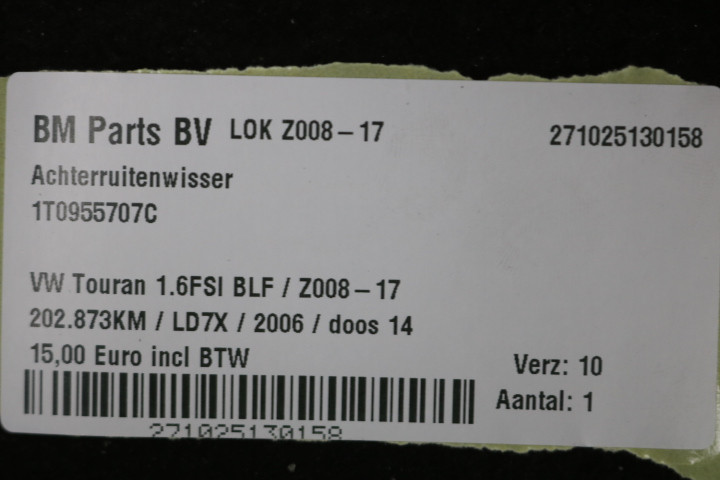 BM Parts BV LOK Z008-17 271025130158
Achterruitenwisser
1T0955707C
VW Touran 1.6FSI BLF / Z008-17
202.873KM / LD7X / 2006 / doos 14
15,00 Euro incl BTW Verz: 10
Aantal: 1
271025130158